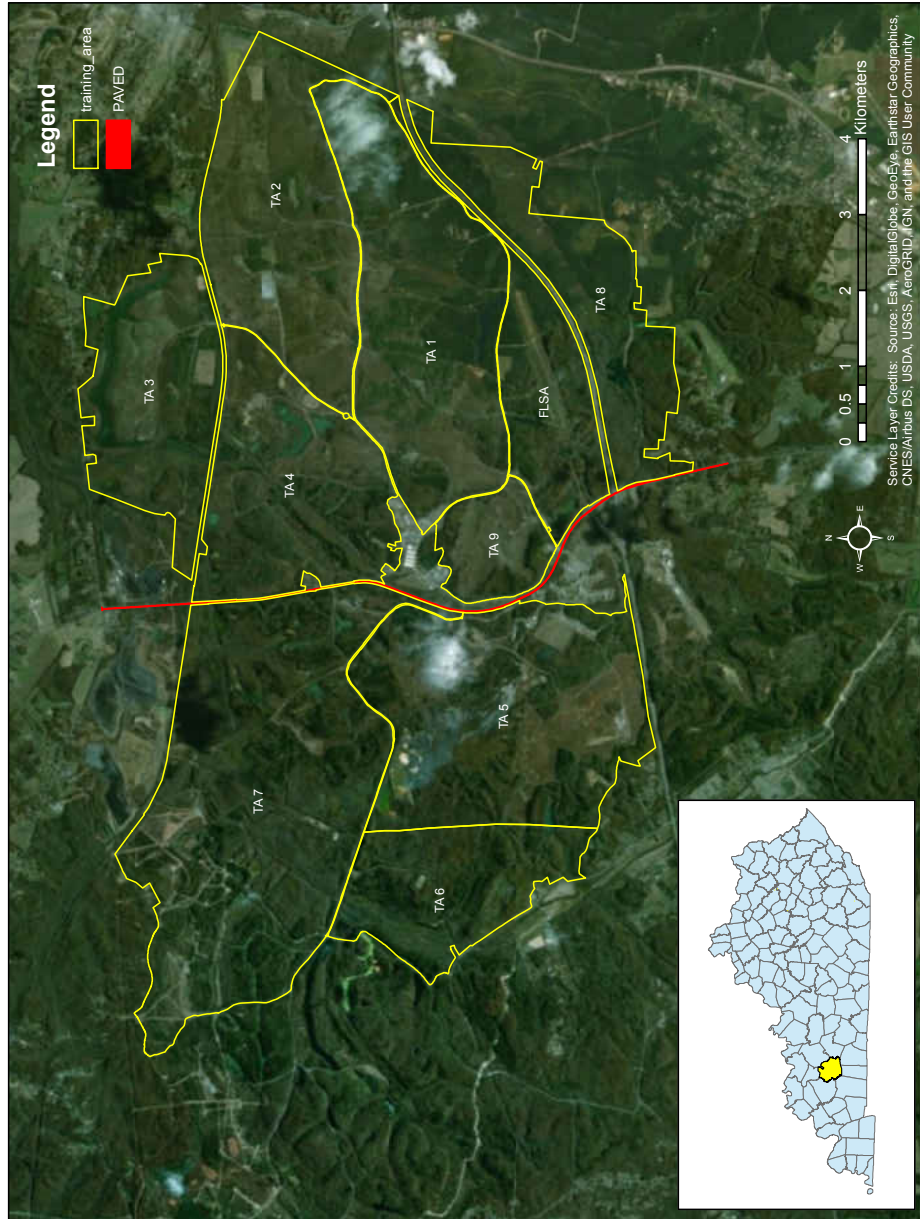 Legend
training_area
PAVED
TA 3
TA 2
TA 4
TA 7
TA 1
TA 9
FLSA
TA 8
TA 5
TA 6
N
W
E
S
0
0.5
1
2
3
4
Kilometers
Service Layer Credits: Source: Esri, DigitalGlobe, GeoEye, Earthstar Geographics,
CNES/Airbus DS, USDA, USGS, AeroGRID, IGN, and the GIS User Community